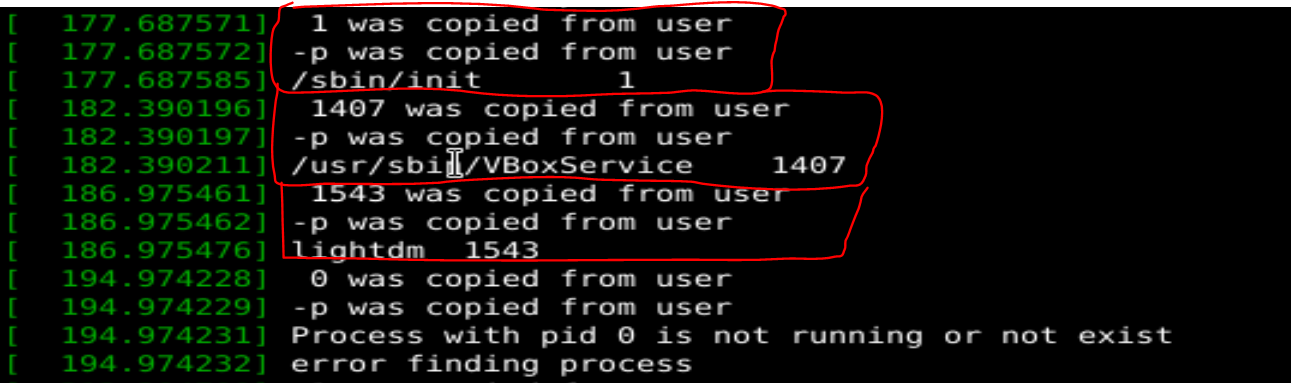 [  177.687571]  1 was copied from user
[  177.687572] -p was copied from user
[  177.687585] /sbin/init        1
[  182.390196]  1407 was copied from user
[  182.390197] -p was copied from user
[  182.390211] /usr/sbin/VBoxService    1407
[  186.975461]  1543 was copied from user
[  186.975462] -p was copied from user
[  186.975476] lightdm  1543
[  194.974228]  0 was copied from user
[  194.974229] -p was copied from user
[  194.974231] Process with pid 0 is not running or not exist
[  194.974232] error finding process